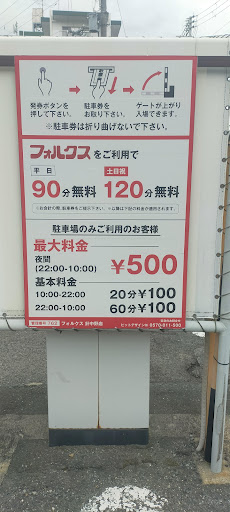 発券ボタンを
押して下さい。
駐車券を
お取り下さい。
ゲートが上がり
入場できます。
※駐車券は折り曲げないで下さい。
フォルクスをご利用で
平日
90分無料
土日祝
120分無料
駐車場のみご利用のお客様
最大料金
夜間
(22:00-10:00)
¥500
基本料金
10:00-22:00 20分¥100
22:00-10:00 60分¥100
フォルクス
0570-011-500